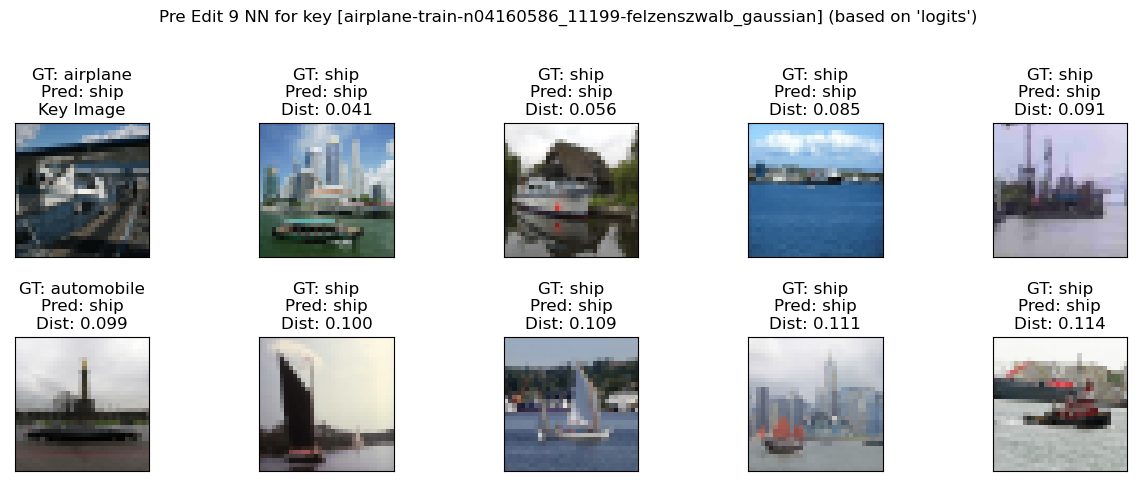 Pre Edit 9 NN for key [airplane-train-n04160586_11199-felzenszwalb_gaussian] (based on 'logits')
GT: airplane
Pred: ship
Key Image
GT: ship
Pred: ship
Dist: 0.041
GT: ship
Pred: ship
Dist: 0.056
GT: ship
Pred: ship
Dist: 0.085
GT: ship
Pred: ship
Dist: 0.091
GT: automobile
Pred: ship
Dist: 0.099
GT: ship
Pred: ship
Dist: 0.100
GT: ship
Pred: ship
Dist: 0.109
GT: ship
Pred: ship
Dist: 0.111
GT: ship
Pred: ship
Dist: 0.114